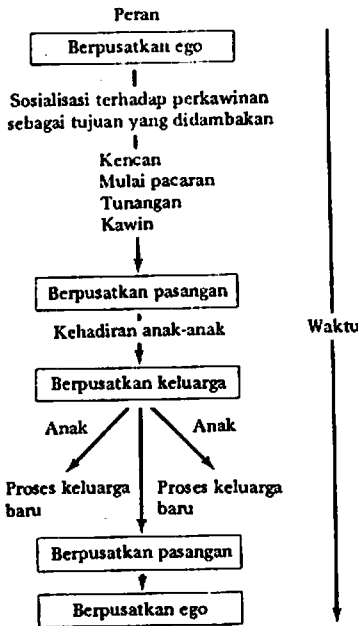 Peran
Berpusatkan ego
Sosialisasi terhadap perkawinan
sebagai tujuan yang didambakan
Kencan
Mulai pacaran
Tunangan
Kawin
Berpusatkan pasangan
Kehadiran anak-anak
Waktu
Berpusatkan keluarga
Anak
Anak
Proses keluarga
baru
Proses keluarga
baru
Berpusatkan pasangan
Berpusatkan ego